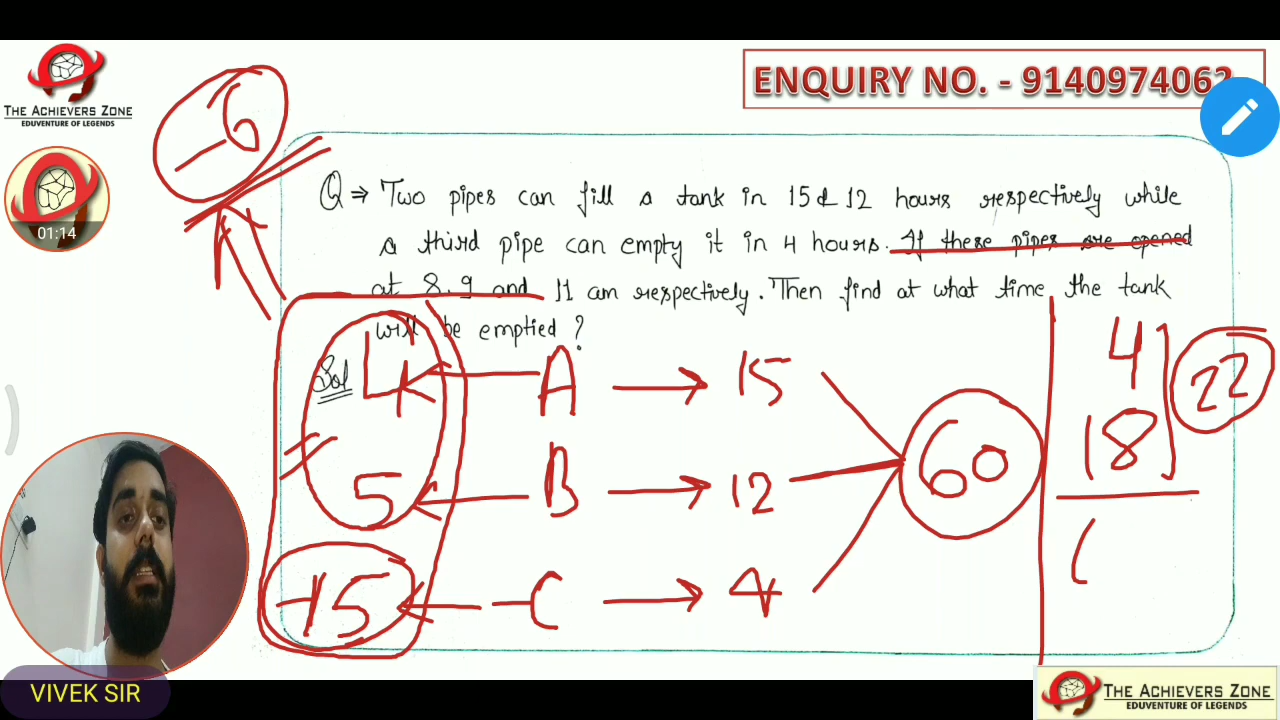 THE ACHIEVERS ZONE
EDUVENTURE OF LEGENDS
-6
ENQUIRY NO. - 9140974062
01:14
Q ⇒ Two pipes can fill a tank in 15 & 12 hours respectively while
a third pipe can empty it in 4 hours. If these pipes are opened
at 8, 9 and 11 am respectively. Then find at what time the tank
will be emptied?
Sol
4 A 15
5 B 12
-15 C 4
60
4
18
22
VIVEK SIR
THE ACHIEVERS ZONE
EDUVENTURE OF LEGENDS